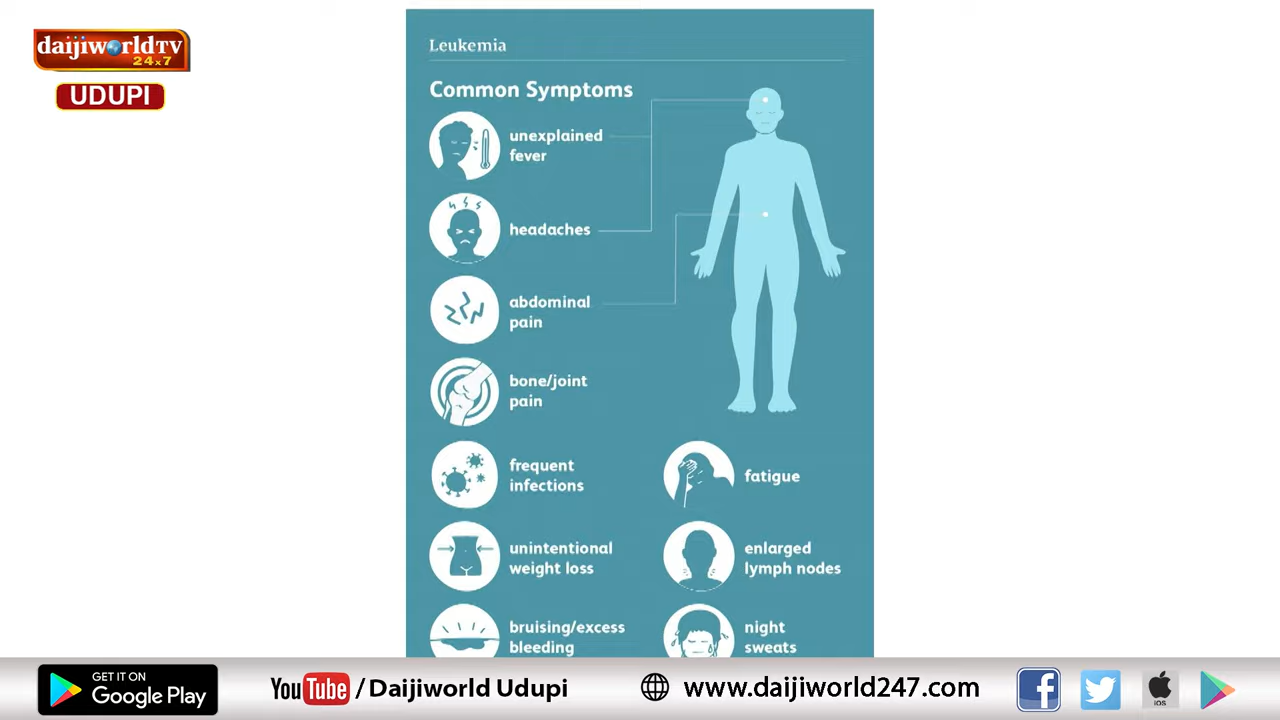 daijiworldTV
24x7
UDUPI
Leukemia
Common Symptoms
unexplained
fever
headaches
abdominal
pain
bone/joint
pain
frequent
infections
fatigue
unintentional
weight loss
enlarged
lymph nodes
bruising/excess
bleeding
night
sweats
GET IT ON
Google Play
YouTube / Daijiworld Udupi
www.daijiworld247.com
iOS